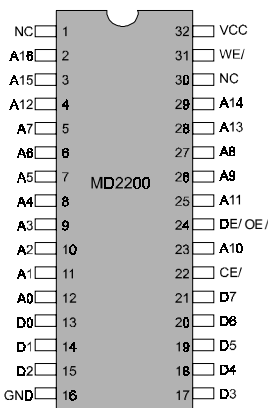 NC 1 32 VCC
A16 2 31 WE/
A15 3 30 NC
A12 4 29 A14
A7 5 28 A13
A6 6 27 A8
A5 7 26 A9
MD2200
A4 8 25 A11
A3 9 24 DE/ OE/
A2 10 23 A10
A1 11 22 CE/
A0 12 21 D7
D0 13 20 D6
D1 14 19 D5
D2 15 18 D4
GND 16 17 D3